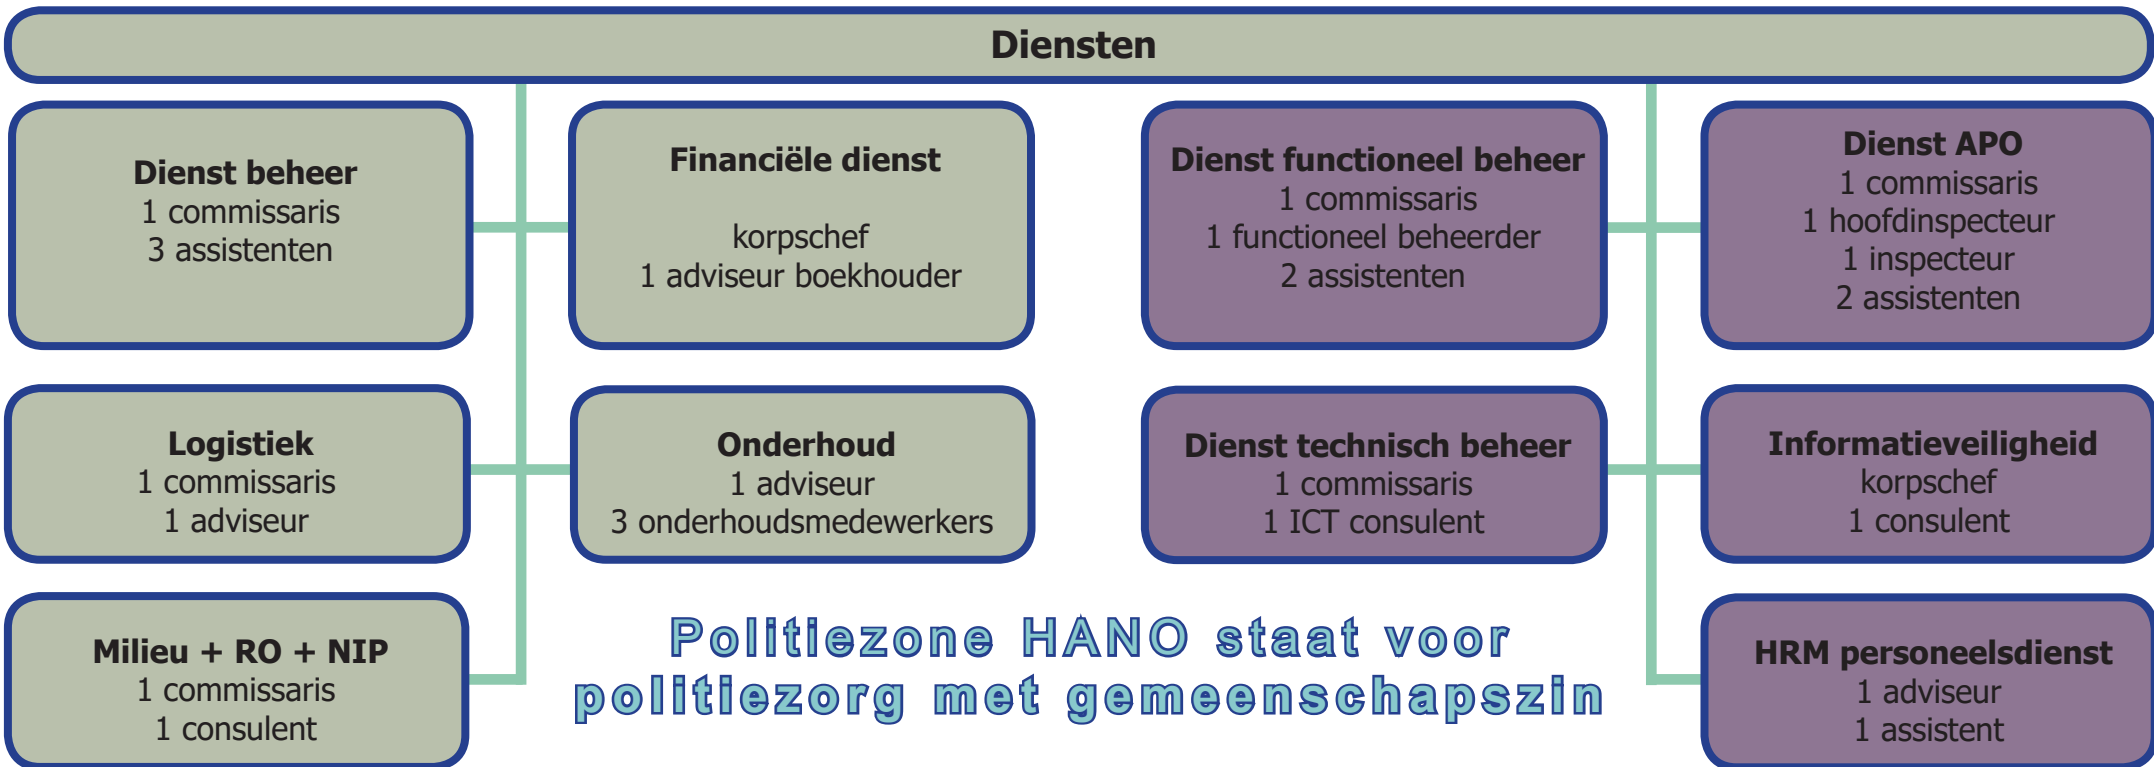 Diensten
Dienst beheer
1 commissaris
3 assistenten
Financiële dienst
korpschef
1 adviseur boekhouder
Dienst functioneel beheer
1 commissaris
1 functioneel beheerder
2 assistenten
Dienst APO
1 commissaris
1 hoofdinspecteur
1 inspecteur
2 assistenten
Logistiek
1 commissaris
1 adviseur
Onderhoud
1 adviseur
3 onderhoudsmedewerkers
Dienst technisch beheer
1 commissaris
1 ICT consulent
Informatieveiligheid
korpschef
1 consulent
Milieu + RO + NIP
1 commissaris
1 consulent
Politiezone HANO staat voor
politiezorg met gemeenschapszin
HRM personeelsdienst
1 adviseur
1 assistent